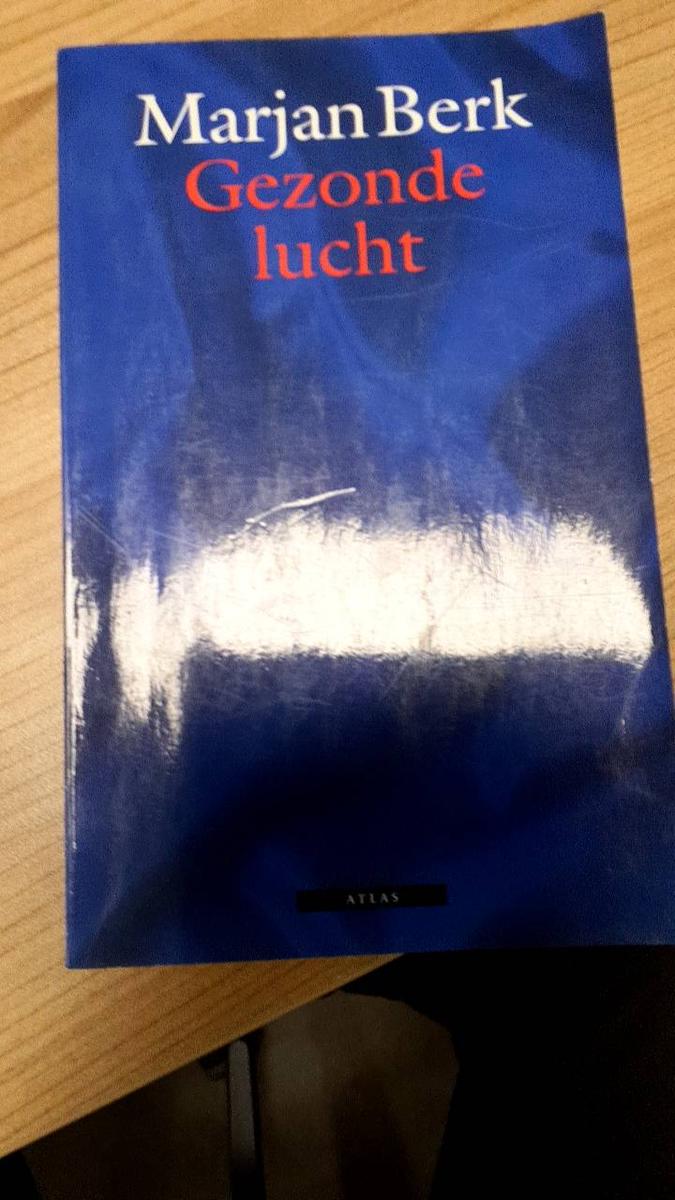 Marjan Berk
Gezonde
lucht
ATLAS